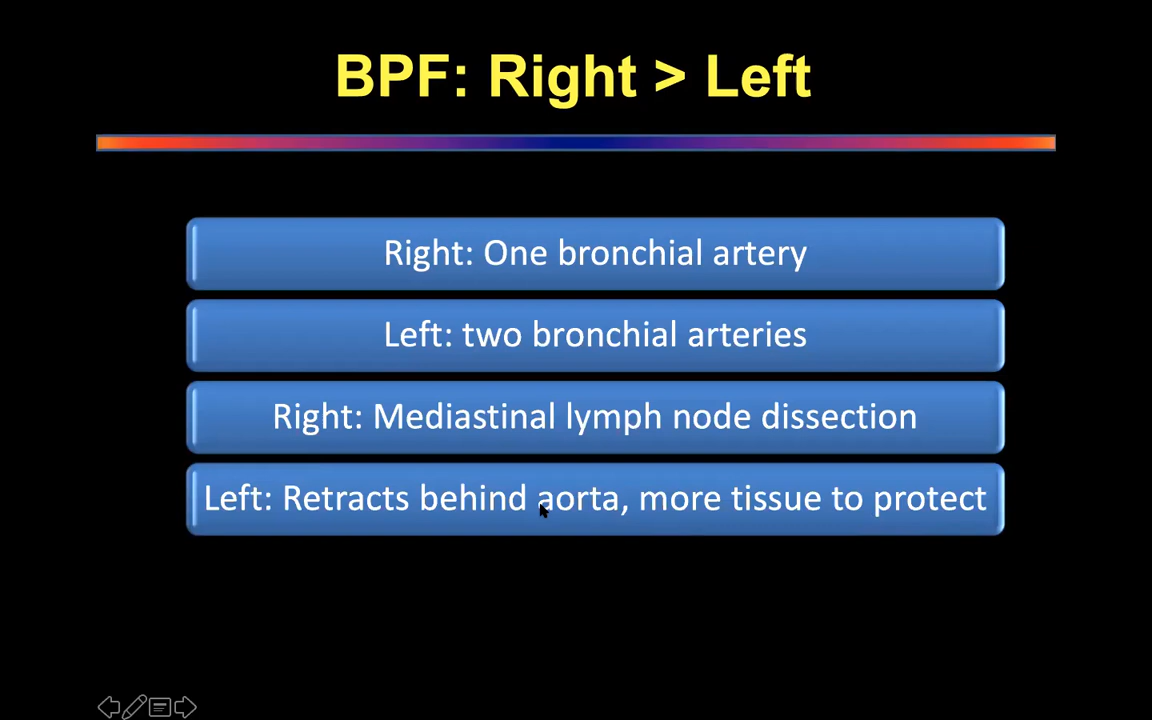 BPF: Right > Left
Right: One bronchial artery
Left: two bronchial arteries
Right: Mediastinal lymph node dissection
Left: Retracts behind aorta, more tissue to protect